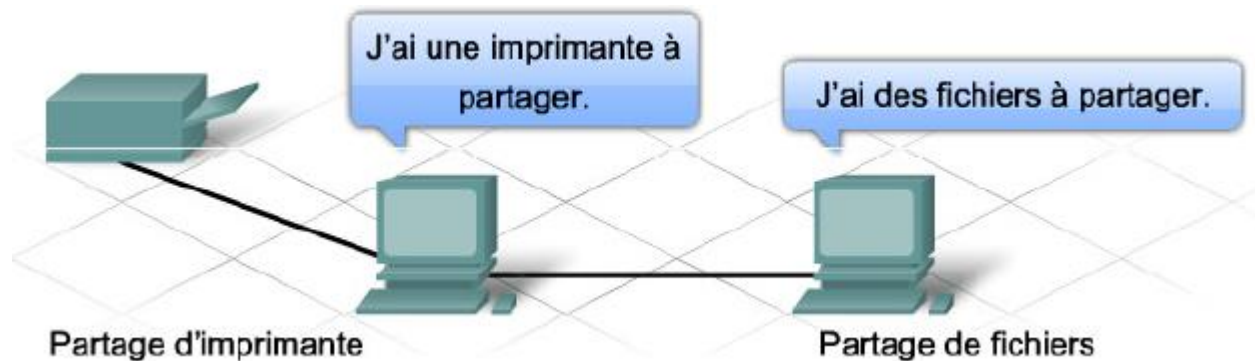 J'ai une imprimante à
partager.
J'ai des fichiers à partager.
Partage d'imprimante
Partage de fichiers